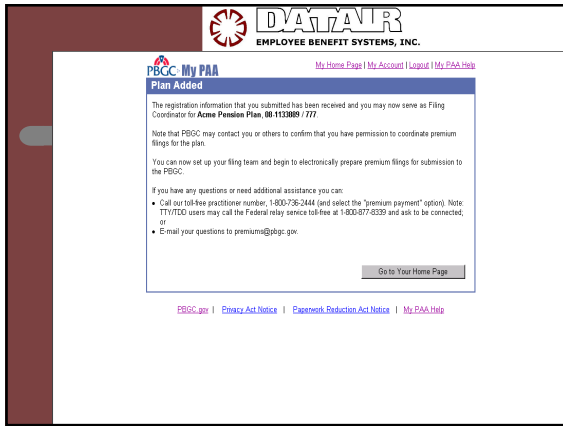 DATAIR
EMPLOYEE BENEFIT SYSTEMS, INC.
PBGC My PAA
My Home Page | My Account | Logout | My PAA Help
Plan Added
The registration information that you submitted has been received and you may now serve as Filing
Coordinator for Acme Pension Plan, 08-1133889 / 777.
Note that PBGC may contact you or others to confirm that you have permission to coordinate premium
filings for the plan.
You can now set up your filing team and begin to electronically prepare premium filings for submission to
the PBGC.
If you have any questions or need additional assistance you can:
• Call our toll-free practitioner number, 1-800-736-2444 (and select the "premium payment" option). Note:
TTY/TDD users may call the Federal relay service toll-free at 1-800-877-8339 and ask to be connected;
or
• E-mail your questions to premiums@pbgc.gov.
Go to Your Home Page
PBGC.gov | Privacy Act Notice | Paperwork Reduction Act Notice | My PAA Help